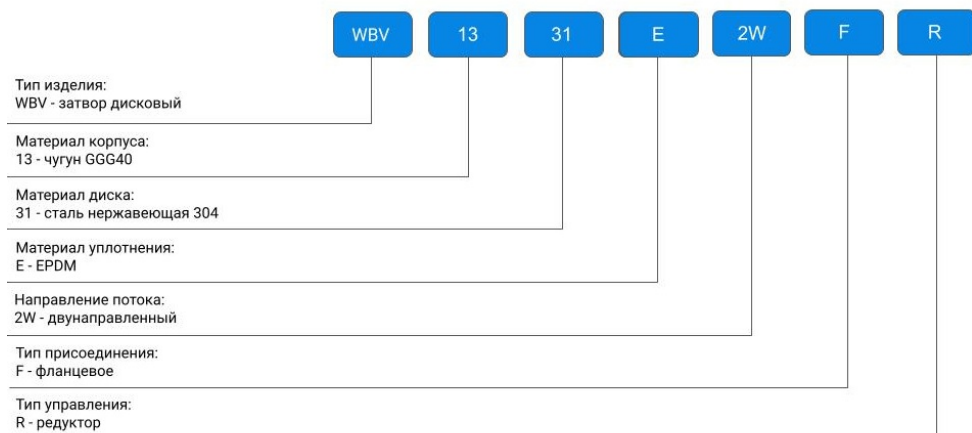 WBV 13 31 E 2W F R
Тип изделия:
WBV - затвор дисковый
Материал корпуса:
13 - чугун GGG40
Материал диска:
31 - сталь нержавеющая 304
Материал уплотнения:
E - EPDM
Направление потока:
2W - двунаправленный
Тип присоединения:
F - фланцевое
Тип управления:
R - редуктор